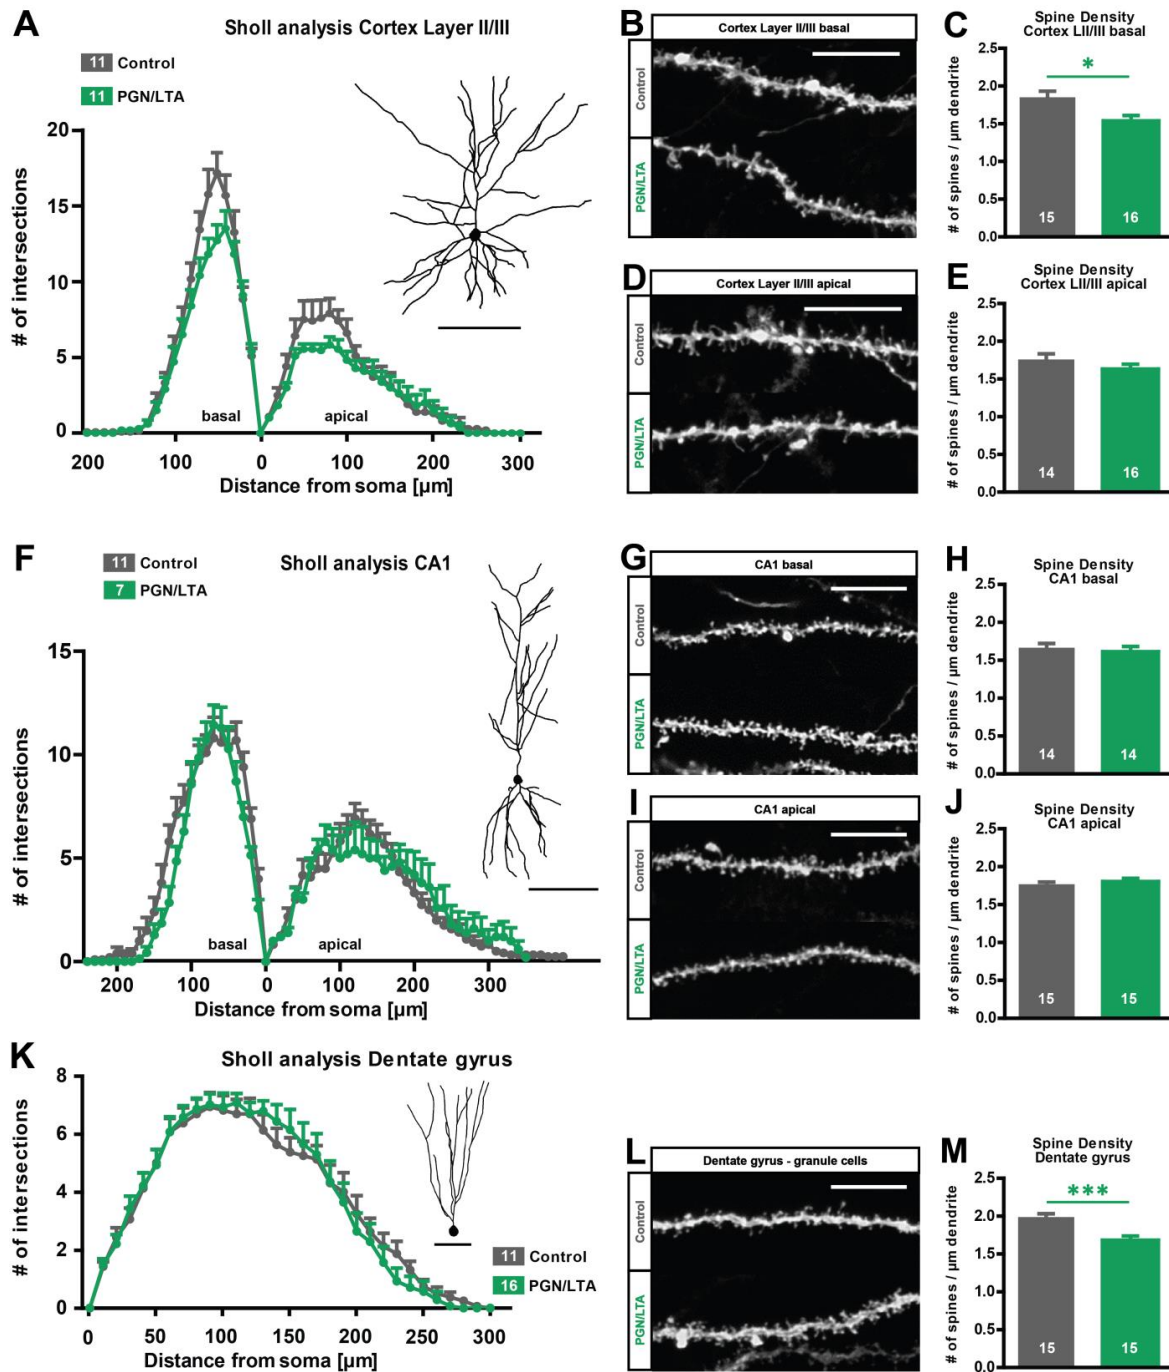 A
Sholl analysis Cortex Layer II/III
11 Control
11 PGN/LTA
# of intersections
20
15
10
5
0
basal
apical
200 100 0 100 200 300
Distance from soma [µm]
B
Cortex Layer II/III basal
Control
PGN/LTA
C
Spine Density
Cortex LII/III basal
# of spines / µm dendrite
2.5
2.0
1.5
1.0
0.5
0.0
*
15
16
D
Cortex Layer II/III apical
Control
PGN/LTA
E
Spine Density
Cortex LII/III apical
# of spines / µm dendrite
2.5
2.0
1.5
1.0
0.5
0.0
14
16
F
Sholl analysis CA1
11 Control
7 PGN/LTA
# of intersections
15
10
5
0
basal
apical
200 100 0 100 200 300
Distance from soma [µm]
G
CA1 basal
Control
PGN/LTA
H
Spine Density
CA1 basal
# of spines / µm dendrite
2.5
2.0
1.5
1.0
0.5
0.0
14
14
I
CA1 apical
Control
PGN/LTA
J
Spine Density
CA1 apical
# of spines / µm dendrite
2.5
2.0
1.5
1.0
0.5
0.0
15
15
K
Sholl analysis Dentate gyrus
# of intersections
8
6
4
2
0
11 Control
16 PGN/LTA
0 50 100 150 200 250 300
Distance from soma [µm]
L
Dentate gyrus - granule cells
Control
PGN/LTA
M
Spine Density
Dentate gyrus
# of spines / µm dendrite
2.5
2.0
1.5
1.0
0.5
0.0
***
15
15